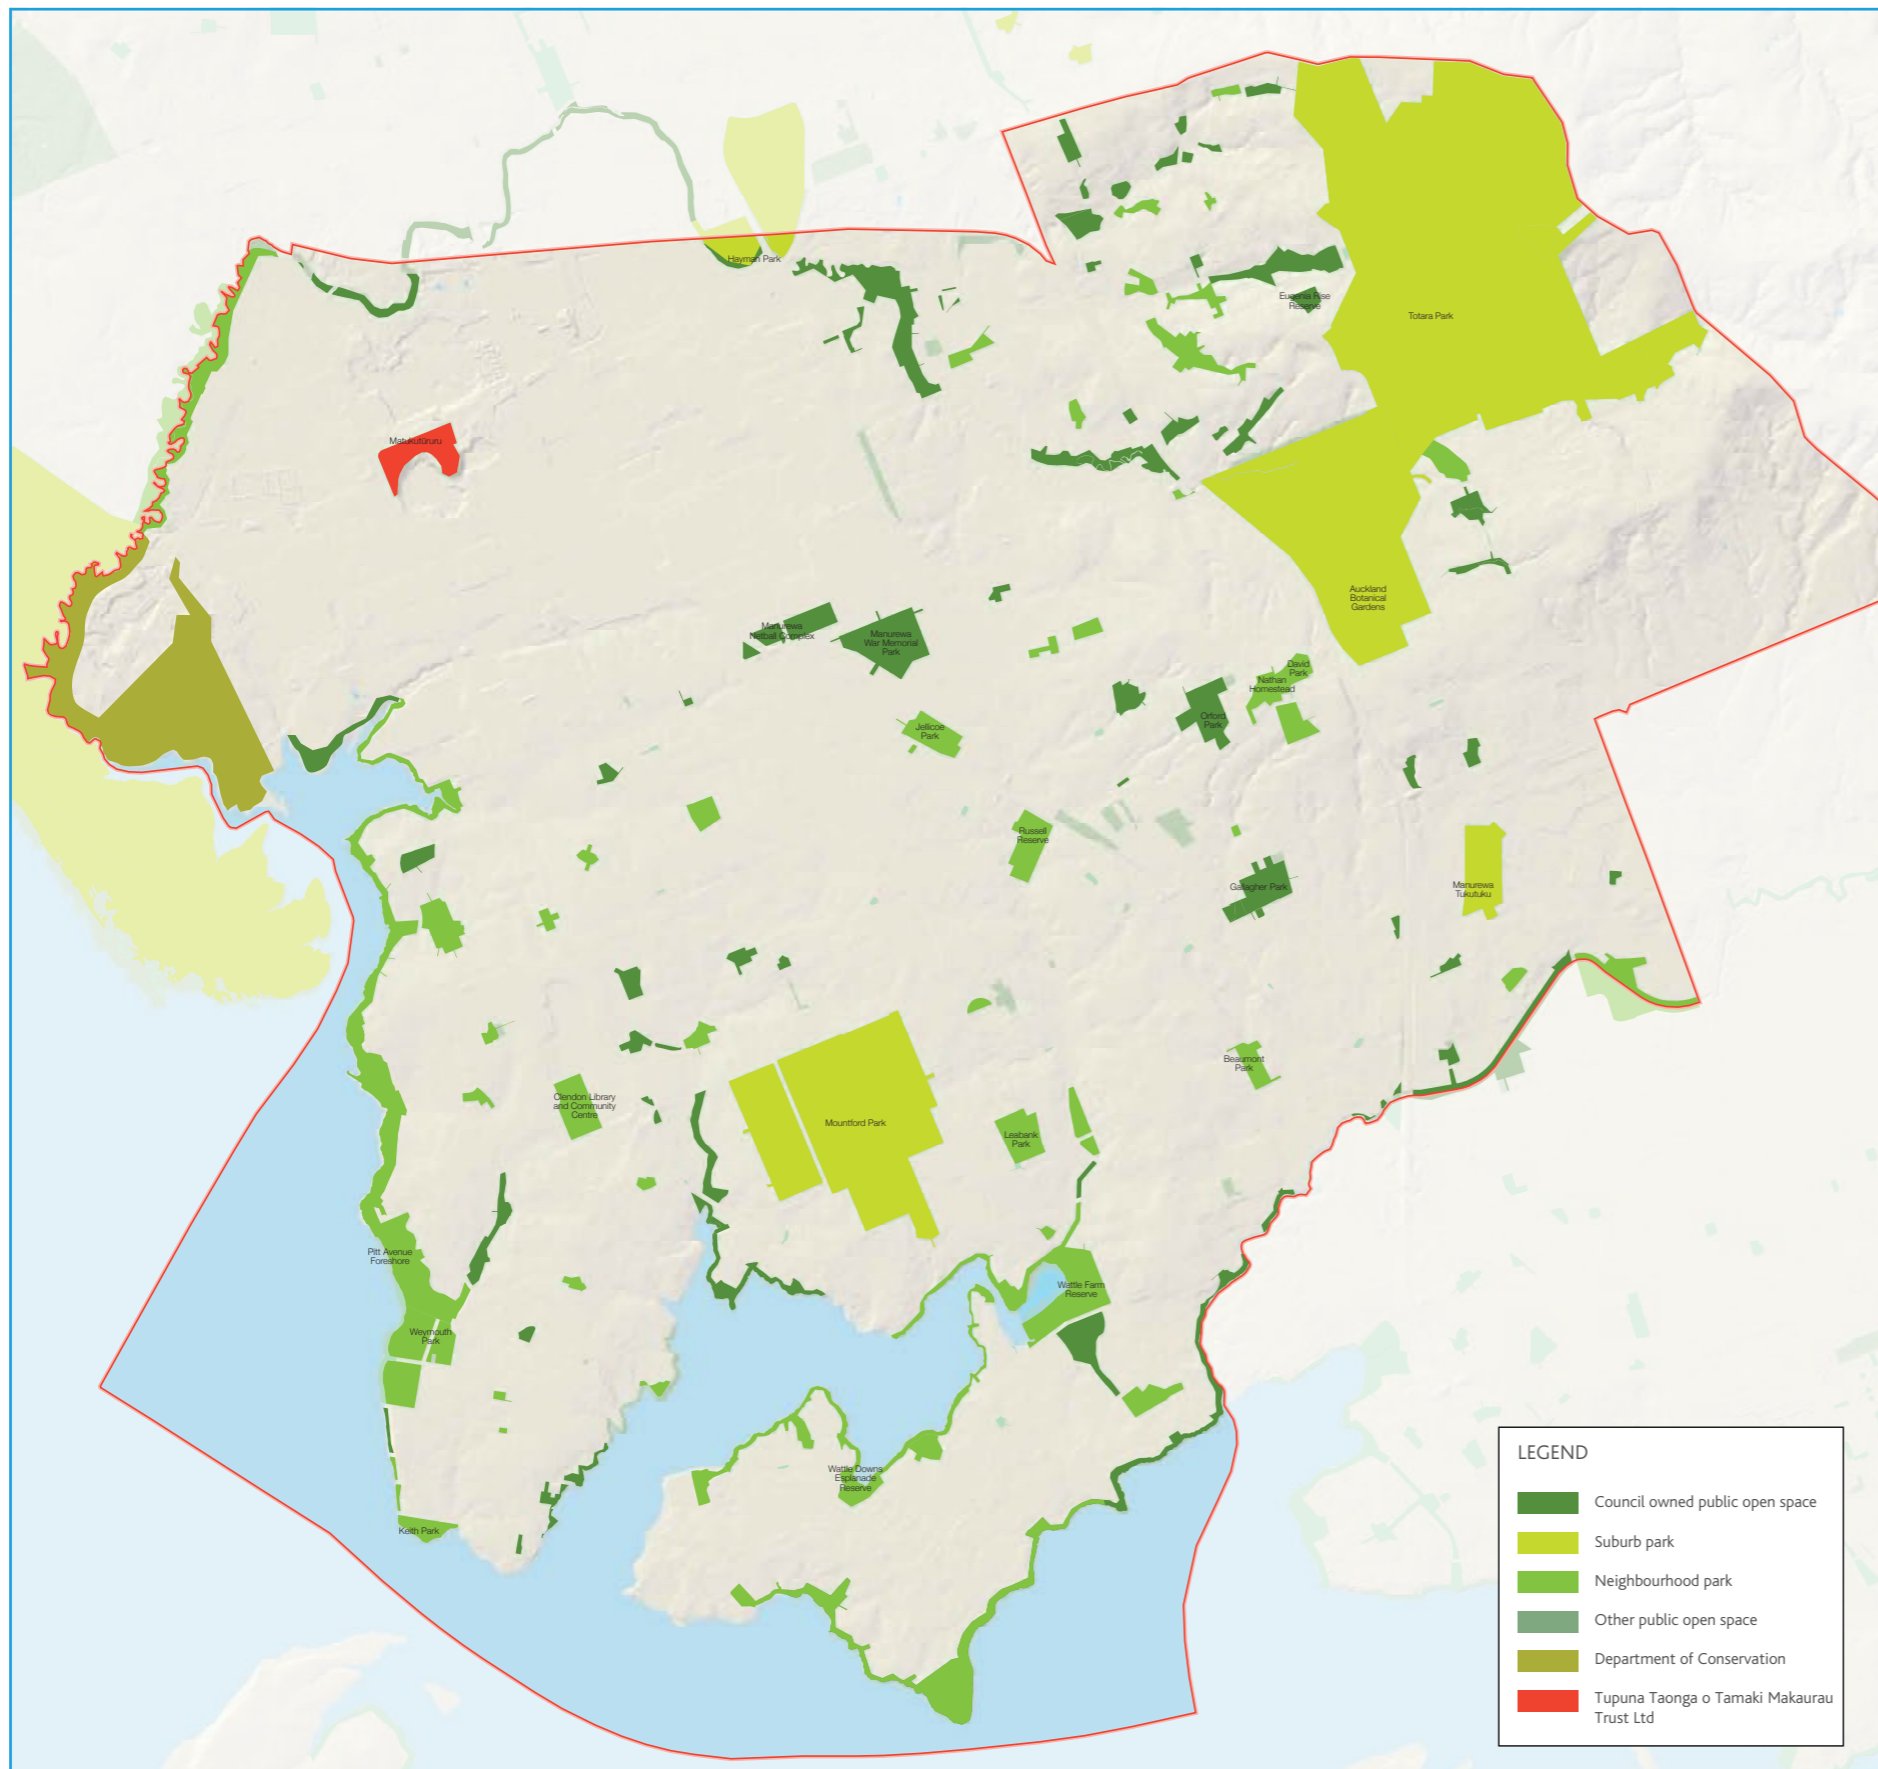 Hayman Park
Eugenia Rise
Reserve
Totara Park
Matukutūruru
Auckland
Botanical
Gardens
Manurewa
Netball Complex
Manurewa
War Memorial
Park
David
Park
Nathan
Homestead
Orford
Park
Jellicoe
Park
Russell
Reserve
Gallagher Park
Manurewa
Tukutuku
Beaumont
Park
Clendon Library
and Community
Centre
Mountford Park
Leabank
Park
Pitt Avenue
Foreshore
Wattle Farm
Reserve
Weymouth
Park
Wattle Downs
Esplanade
Reserve
Keith Park
LEGEND
Council owned public open space
Suburb park
Neighbourhood park
Other public open space
Department of Conservation
Tupuna Taonga o Tamaki Makaurau
Trust Ltd